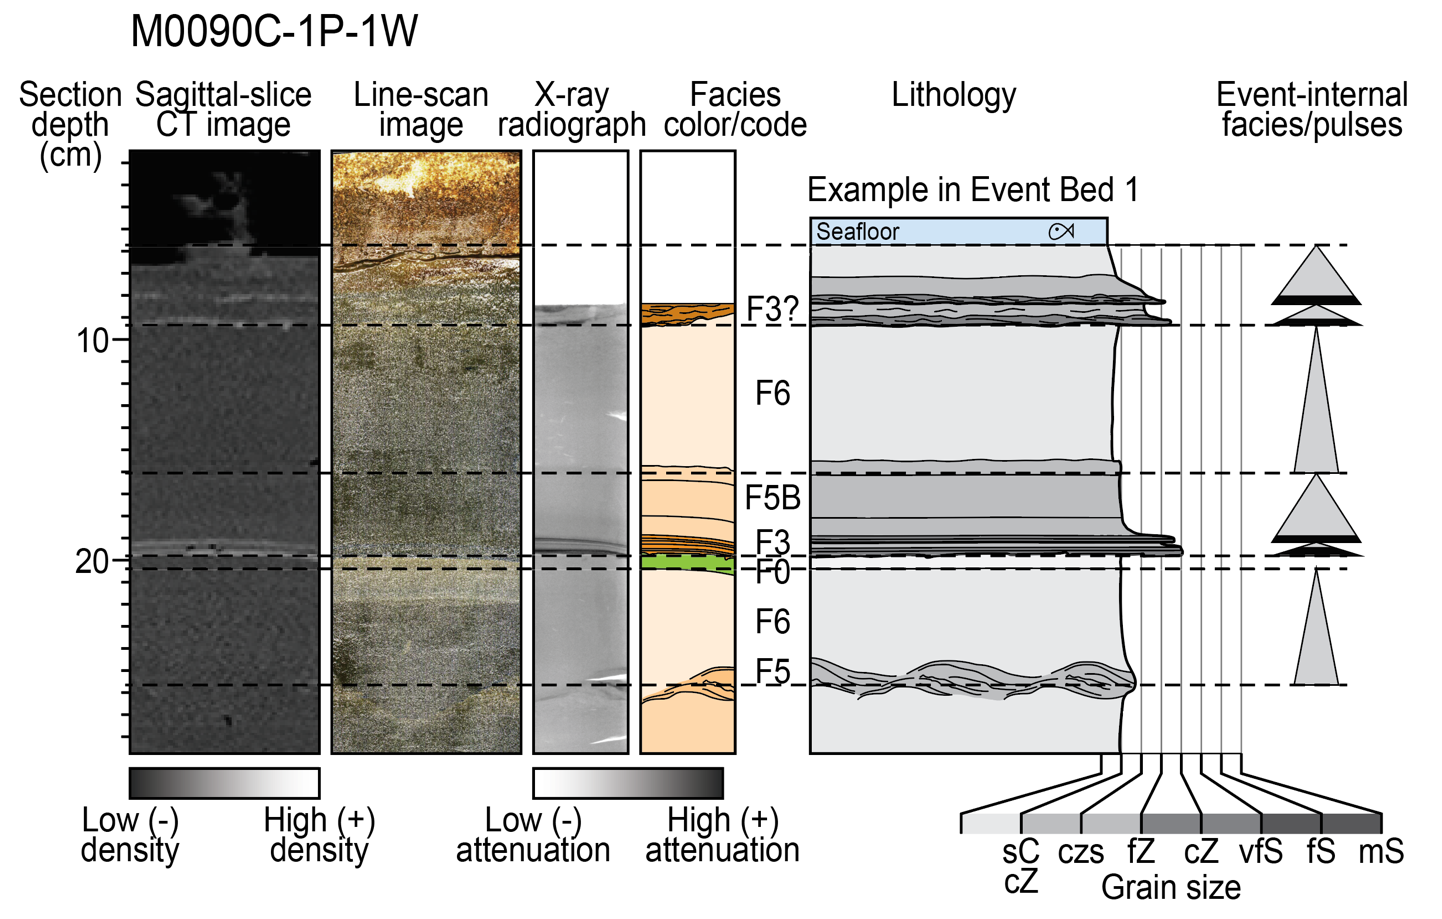 M0090C-1P-1W
Section depth (cm)
Sagittal-slice CT image
Line-scan image
X-ray radiograph
Facies color/code
Lithology
Event-internal facies/pulses
Example in Event Bed 1
Seafloor
F3?
10
F6
F5B
F3
20
F0
F6
F5
Low (-) density
High (+) density
Low (-) attenuation
High (+) attenuation
sC cZ
czs
fZ
cZ
vfS
fS
mS
Grain size